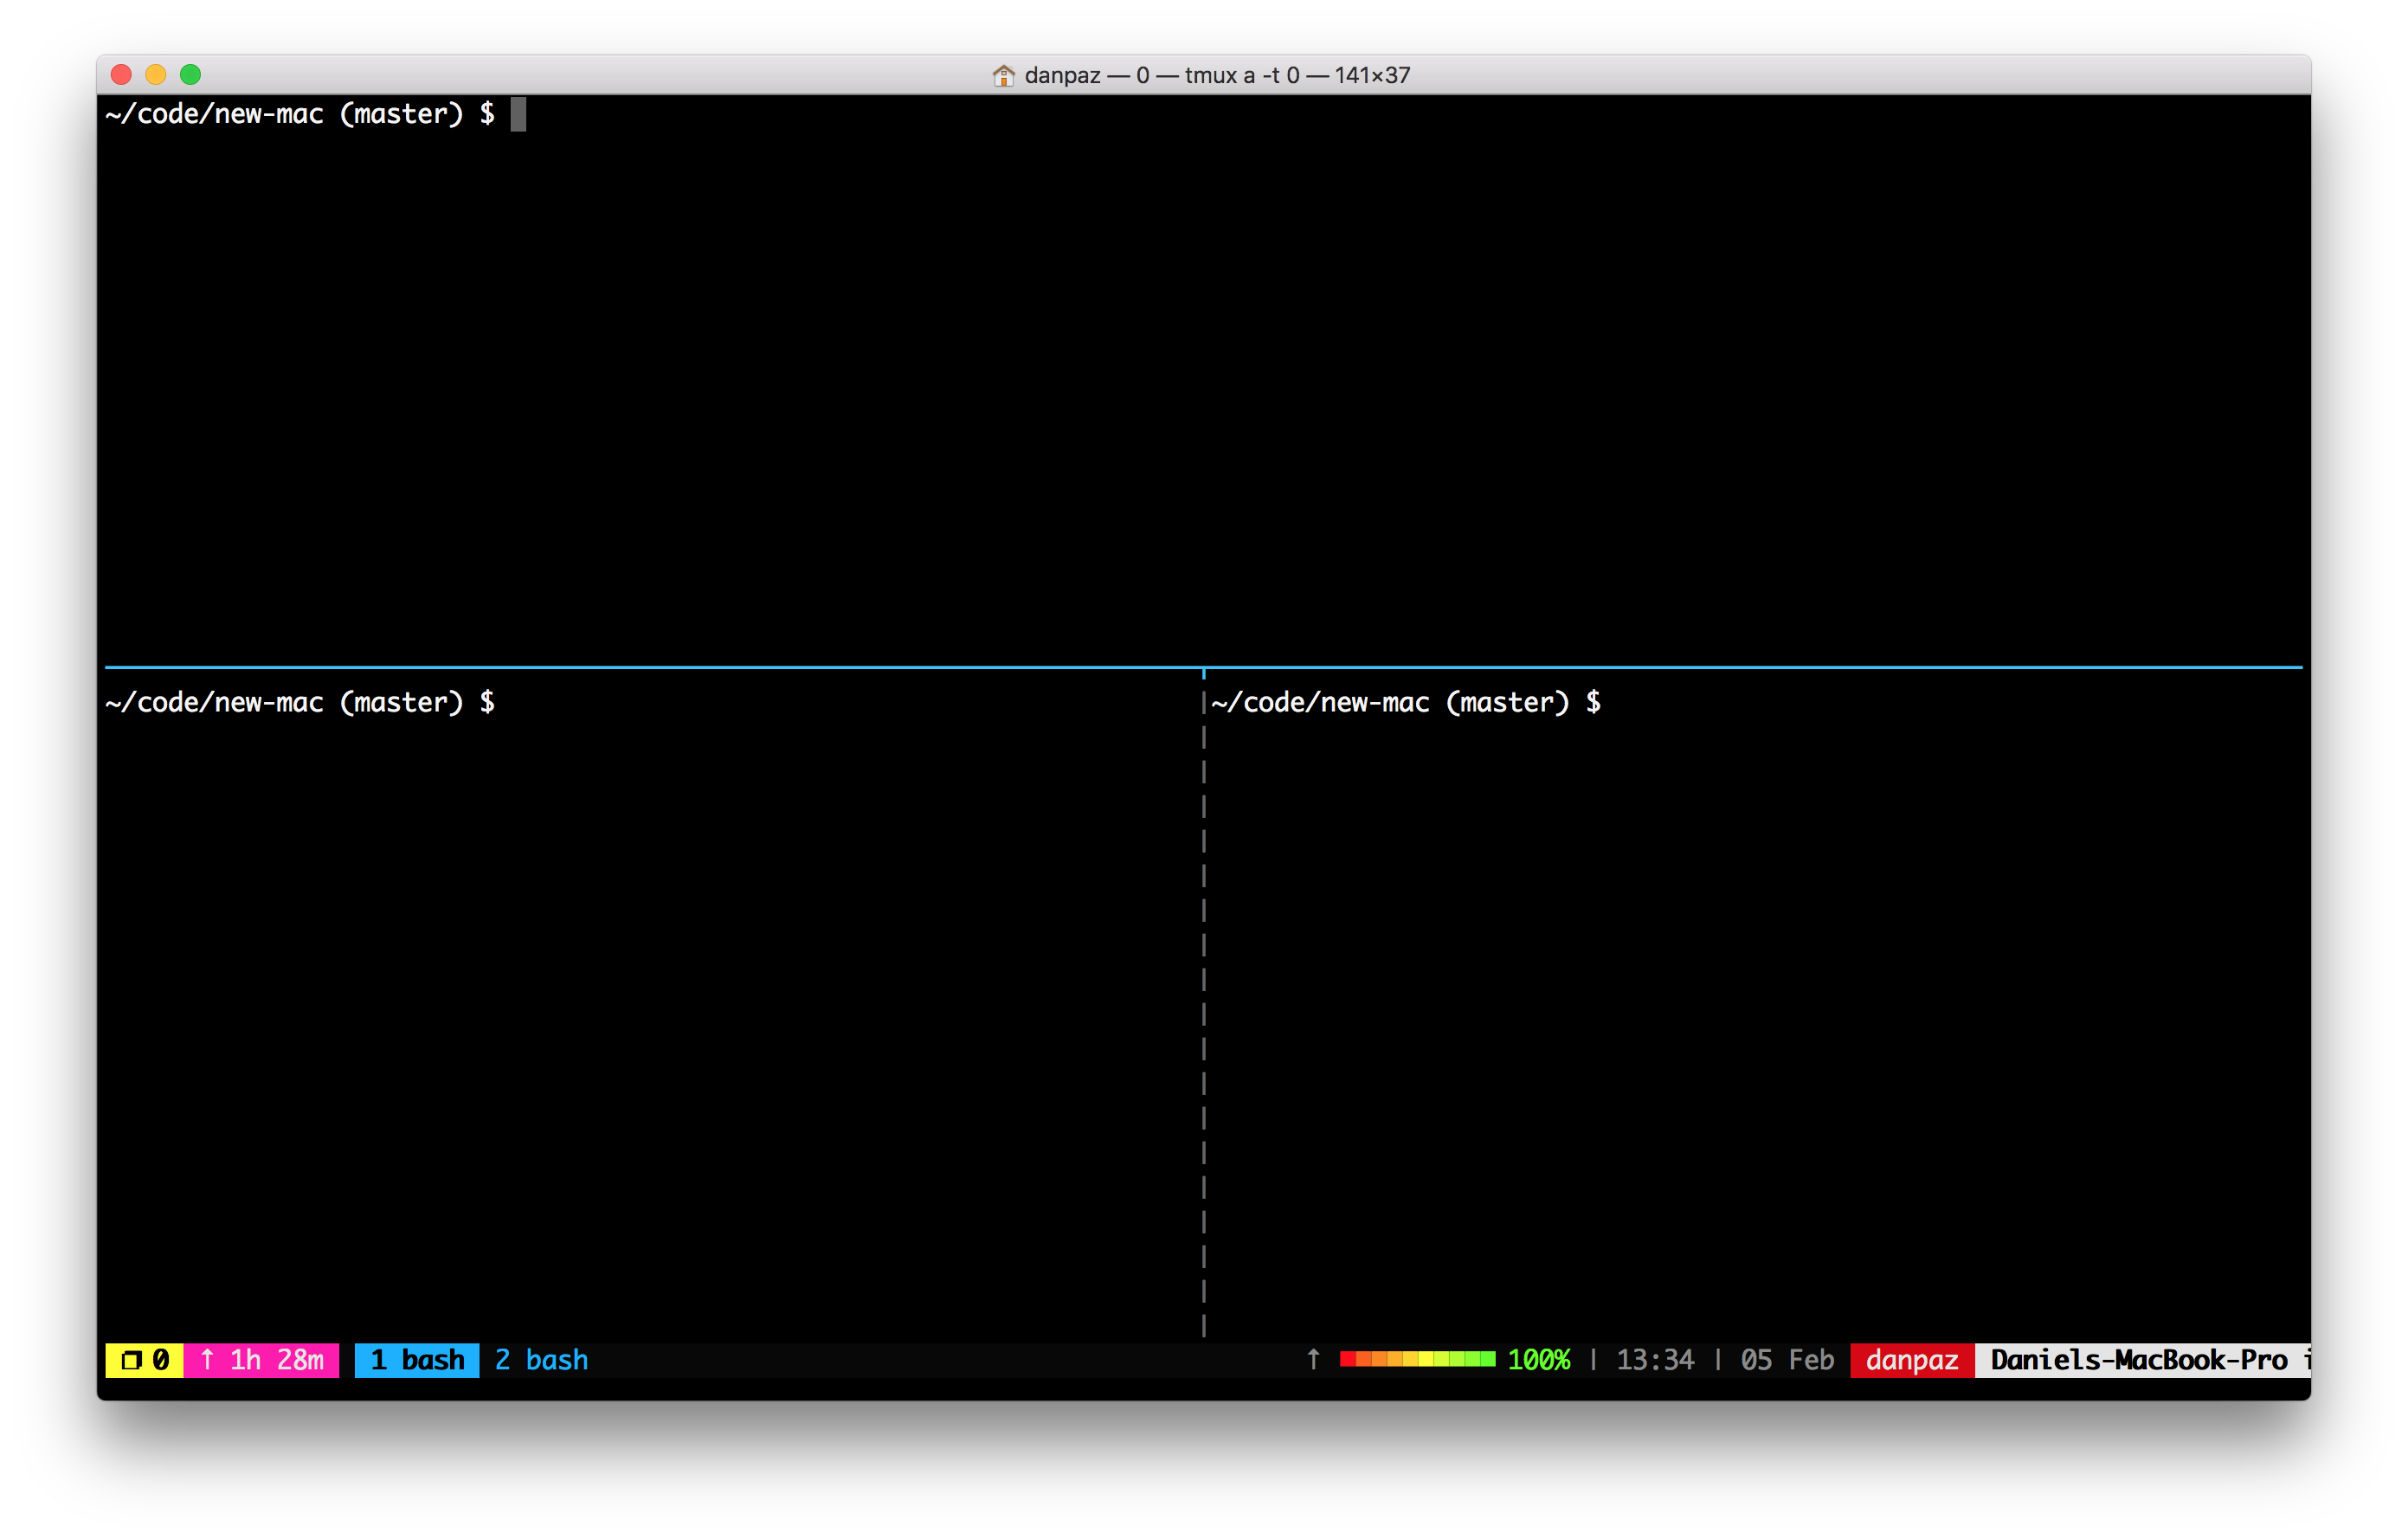 danpaz — 0 — tmux a -t 0 — 141×37
~/code/new-mac (master) $
~/code/new-mac (master) $
~/code/new-mac (master) $
❐ 0 ↑ 1h 28m 1 bash 2 bash ↑ 100% | 13:34 | 05 Feb danpaz Daniels-MacBook-Pro